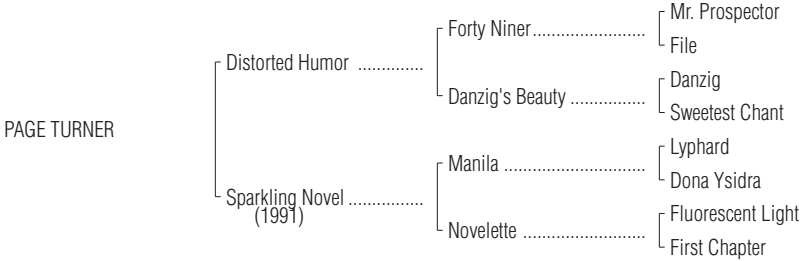 Mr. Prospector
Forty Niner........................
File
Distorted Humor ..............
Danzig
Danzig's Beauty ................
Sweetest Chant
PAGE TURNER
Lyphard
Manila ..............................
Dona Ysidra
Sparkling Novel ................
(1991)
Fluorescent Light
Novelette ..........................
First Chapter